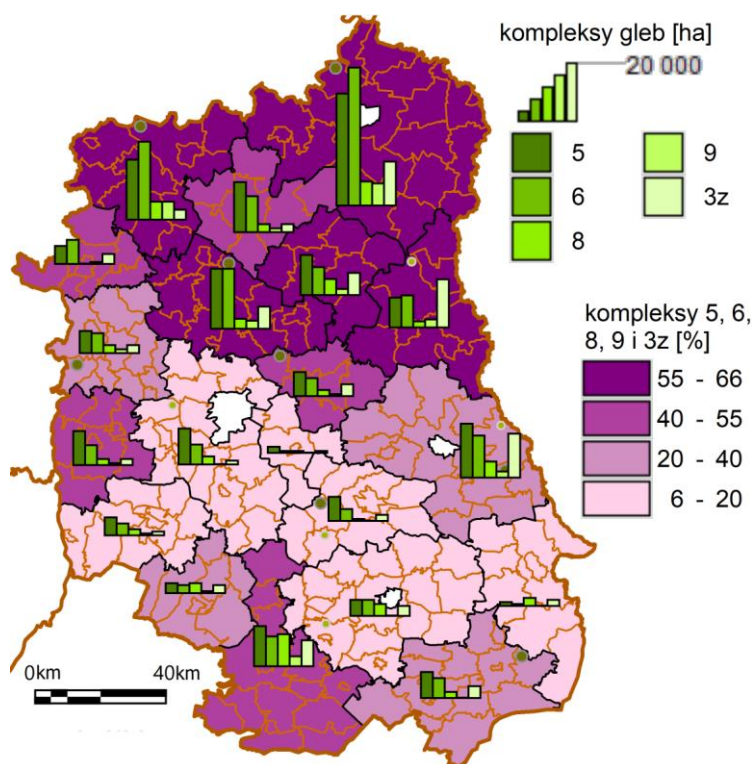 kompleksy gleb [ha]
20 000
5
9
6
3z
8
kompleksy 5, 6,
8, 9 i 3z [%]
55 - 66
40 - 55
20 - 40
6 - 20
0km
40km